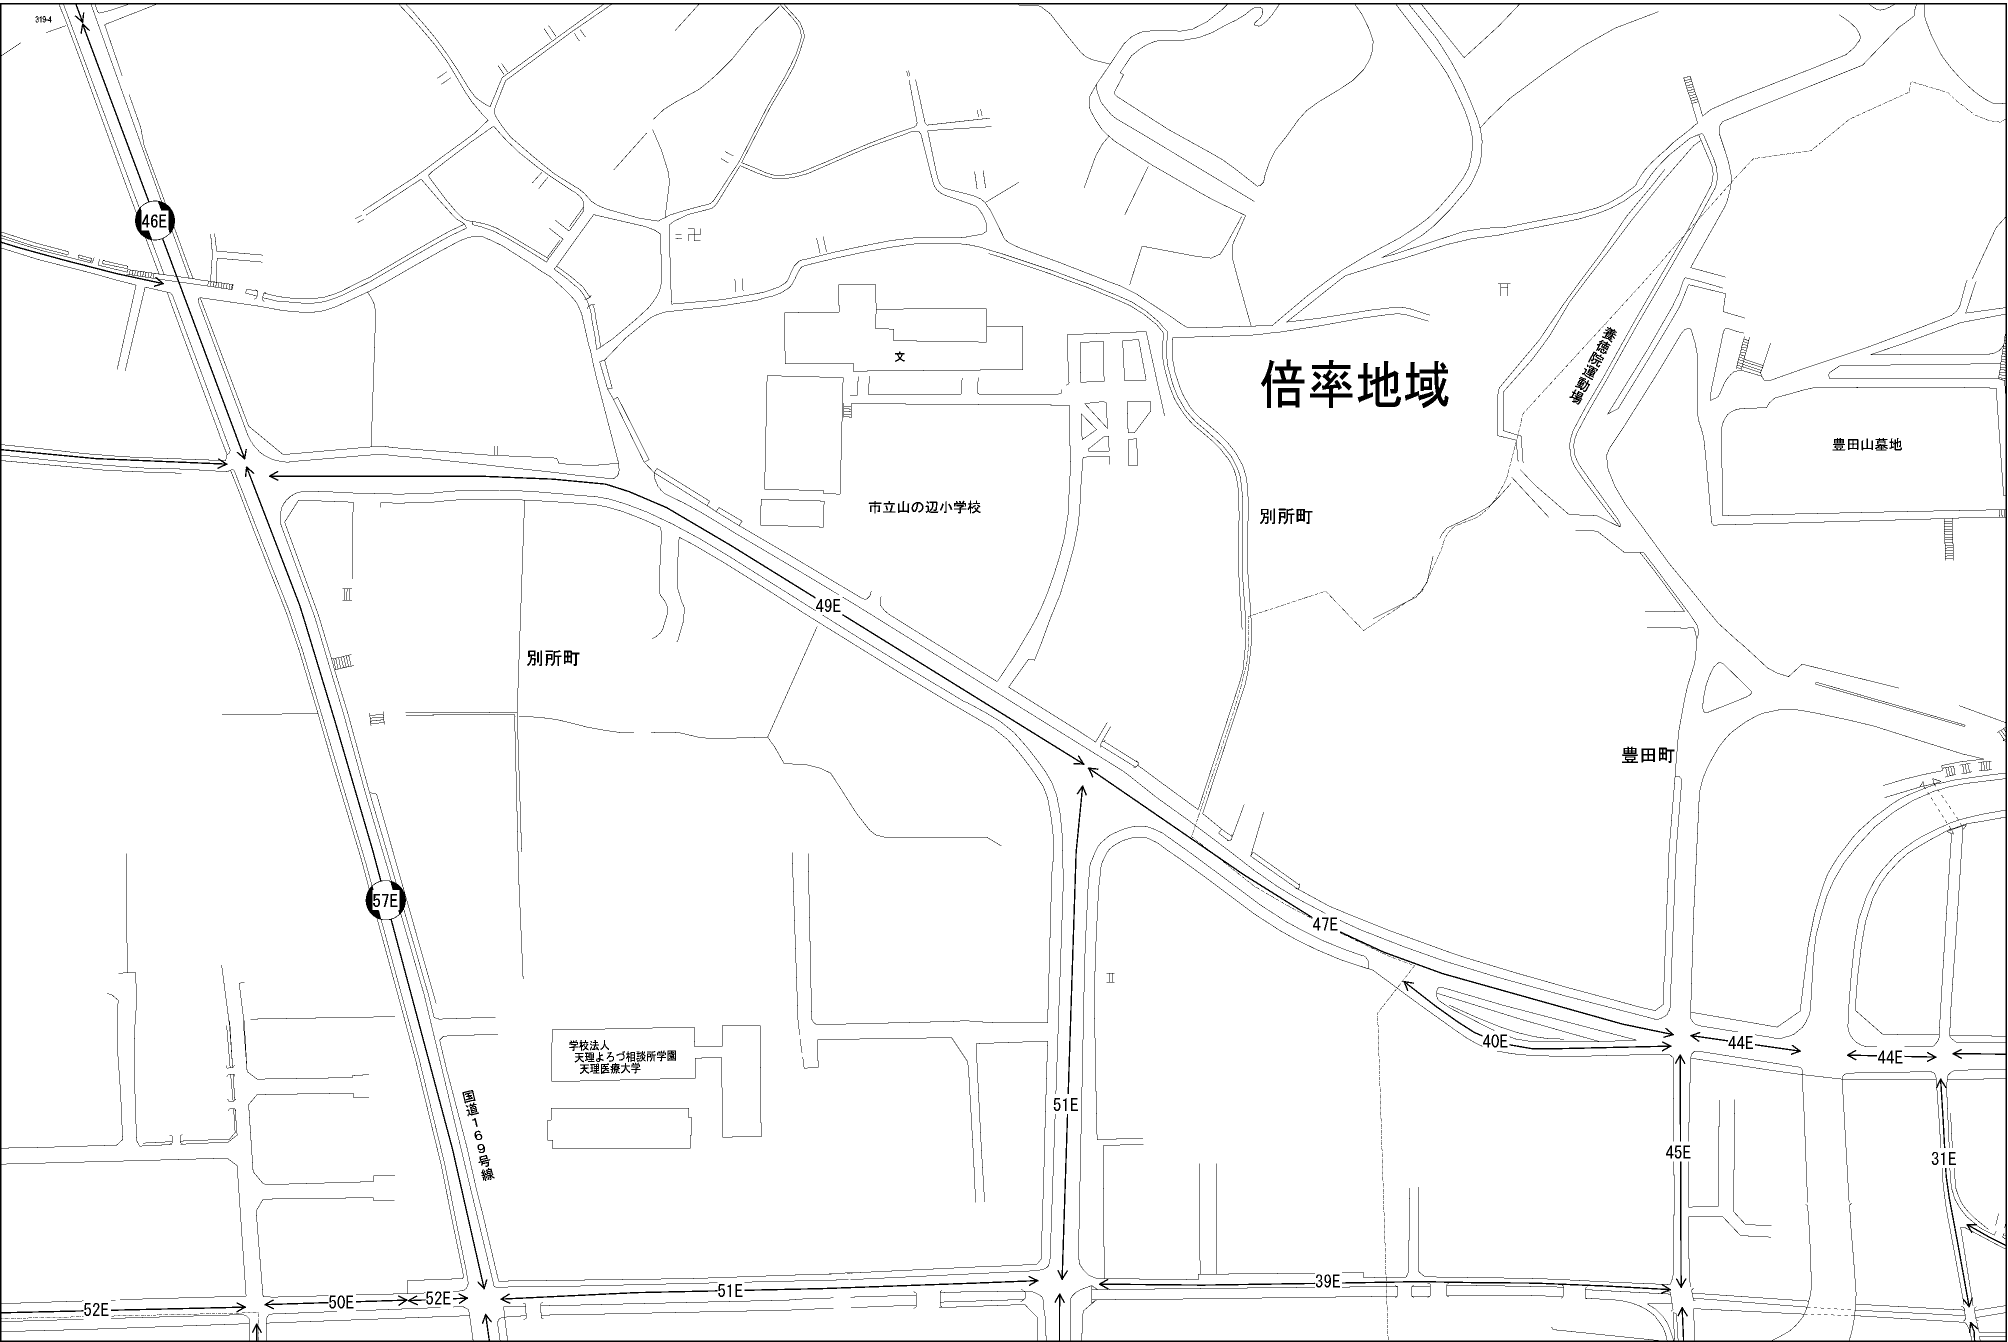 319-4
46E
倍率地域
養徳院運動場
文
豊田山墓地
市立山の辺小学校
別所町
49E
別所町
豊田町
57E
47E
40E
44E
44E
学校法人
天理よろづ相談所学園
天理医療大学
国道169号線
51E
45E
31E
39E
51E
52E
50E
52E